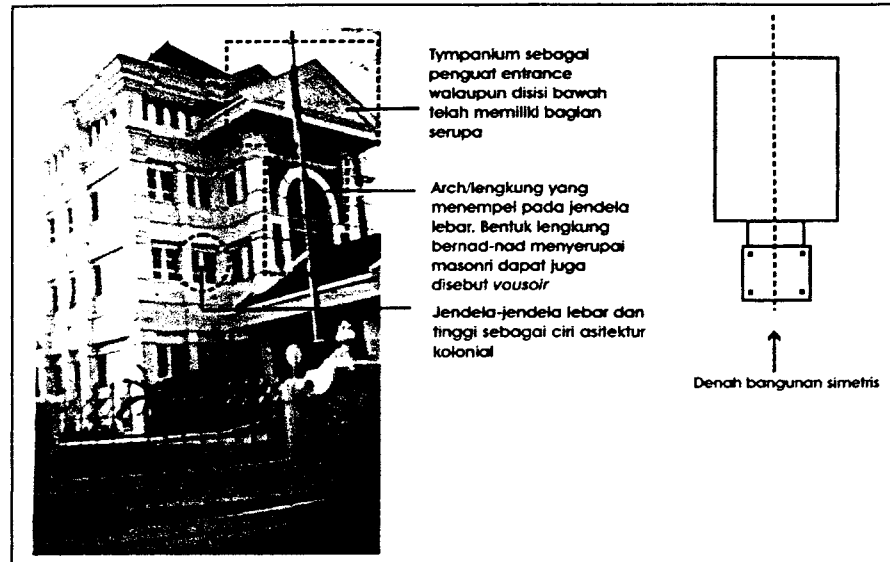 Tympanium sebagai
penguat entrance
walaupun disisi bawah
telah memiliki bagian
serupa
Arch/lengkung yang
menempel pada jendela
lebar. Bentuk lengkung
bernad-nad menyerupai
masonri dapat juga
disebut vousoir
Jendela-jendela lebar dan
tinggi sebagai ciri asitektur
kolonial
Denah bangunan simetris